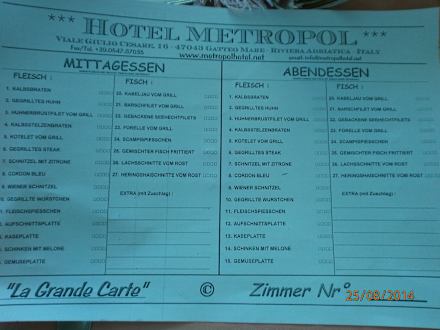 *** HOTEL METROPOL ***
VIALE GIULIO CESARE, 16 - 47043 GATTEO MARE - RIVIERA ADRIATICA - ITALY
www.metropolhotel.net
MITTAGESSEN
FLEISCH :
1. KALBSBRATEN
2. GEGRILLTES HUHN
3. HUHNERBRUSTFILET VOM GRILL
4. KALBSSTELZENBRATEN
5. KOTELET VOM GRILL
6. GEGRILLTES STEAK
7. SCHNITZEL MIT ZITRONE
8. CORDON BLEU
9. WIENER SCHNITZEL
10. GEGRILLTE WURSTCHEN
11. FLEISCHSPIESSCHEN
12. AUFSCHNITTSPLATTE
13. KASEPLATTE
14. SCHINKEN MIT MELONE
15. GEMUSEPLATTE
FISCH :
20. KABELJAU VOM GRILL
21. BARSCHFILET VOM GRILL
22. GEBACKENE SEEHECHTFILETS
23. FORELLE VOM GRILL
24. SCAMPISPIESSCHEN
25. GEMISCHTER FISCH FRITTIERT
26. LACHSSCHNITTE VOM ROST
27. HERINGSHAISCHNITTE VOM ROST
EXTRA (mit Zuschlag) :
ABENDESSEN
FLEISCH :
1. KALBSBRATEN
2. GEGRILLTES HUHN
3. HUHNERBRUSTFILET VOM GRILL
4. KALBSSTELZENBRATEN
5. KOTELET VOM GRILL
6. GEGRILLTES STEAK
7. SCHNITZEL MIT ZITRONE
8. CORDON BLEU
9. WIENER SCHNITZEL
10. GEGRILLTE WURSTCHEN
11. FLEISCHSPIESSCHEN
12. AUFSCHNITTSPLATTE
13. KASEPLATTE
14. SCHINKEN MIT MELONE
15. GEMUSEPLATTE
FISCH :
20. KABELJAU VOM GRILL
21. BARSCHFILET VOM GRILL
22. GEBACKENE SEEHECHTFILETS
23. FORELLE VOM GRILL
24. SCAMPISPIESSCHEN
25. GEMISCHTER FISCH FRITTIERT
26. LACHSSCHNITTE VOM ROST
27. HERINGSHAISCHNITTE VOM ROST
EXTRA (mit Zuschlag) :
"La Grande Carte" © Zimmer Nr°
25/09/2014